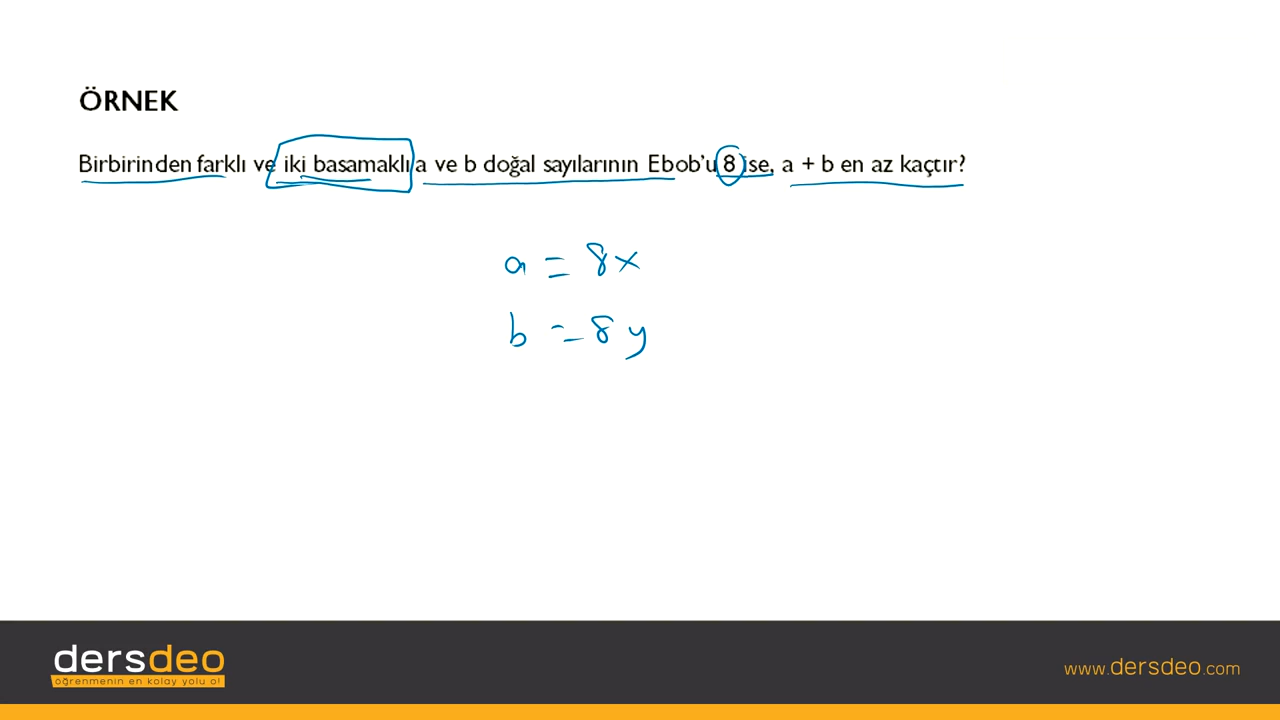 ÖRNEK
Birbirinden farklı ve iki basamaklı a ve b doğal sayılarının Ebob'u 8 ise, a + b en az kaçtır?
a = 8x
b = 8y
dersdeo
öğrenmenin en kolay yolu o!
www.dersdeo.com